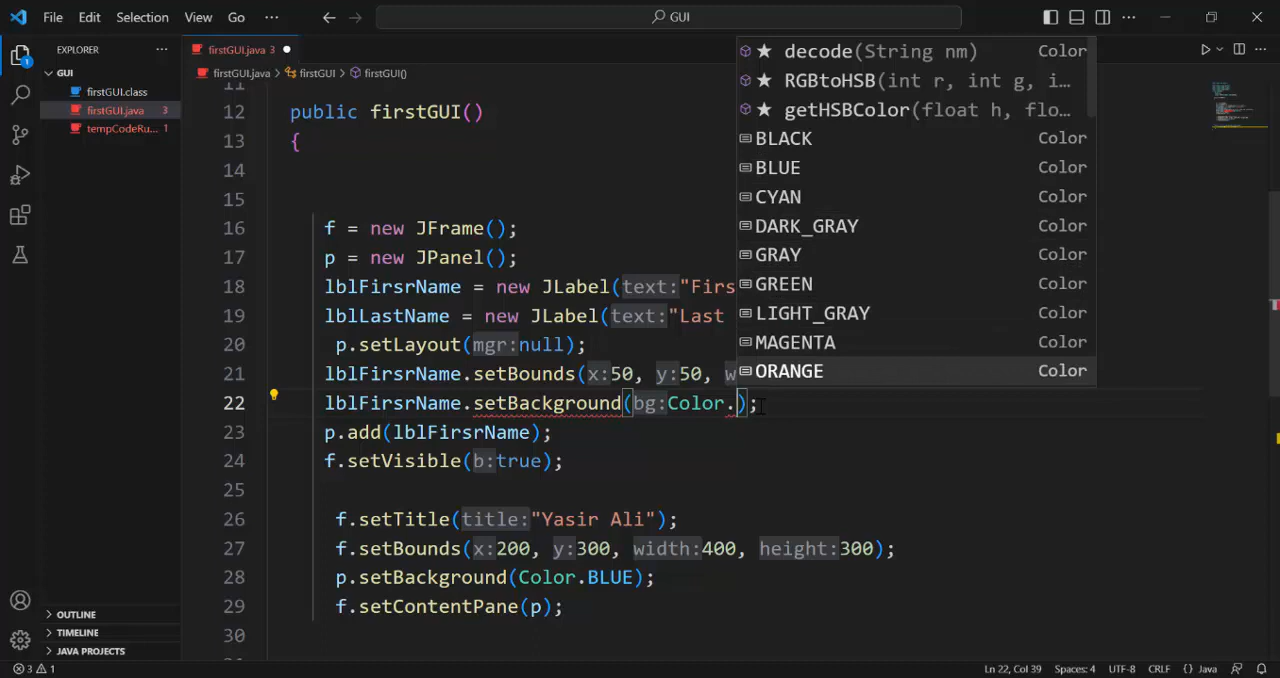 File Edit Selection View Go ··· GUI
EXPLORER ···
GUI
firstGUI.class
firstGUI.java 3
tempCodeRu... 1
OUTLINE
TIMELINE
JAVA PROJECTS
firstGUI.java 3
firstGUI.java > firstGUI > firstGUI()
11
12 public firstGUI()
13 {
14
15
16 f = new JFrame();
17 p = new JPanel();
18 lblFirsrName = new JLabel(text:"Firs
19 lblLastName = new JLabel(text:"Last
20 p.setLayout(mgr:null);
21 lblFirsrName.setBounds(x:50, y:50, w
22 lblFirsrName.setBackground(bg:Color.);
23 p.add(lblFirsrName);
24 f.setVisible(b:true);
25
26 f.setTitle(title:"Yasir Ali");
27 f.setBounds(x:200, y:300, width:400, height:300);
28 p.setBackground(Color.BLUE);
29 f.setContentPane(p);
30
decode(String nm) Color
RGBtoHSB(int r, int g, i...
getHSBColor(float h, flo...
BLACK Color
BLUE Color
CYAN Color
DARK_GRAY Color
GRAY Color
GREEN Color
LIGHT_GRAY Color
MAGENTA Color
ORANGE Color
1
3 1 Ln 22, Col 39 Spaces: 4 UTF-8 CRLF {} Java